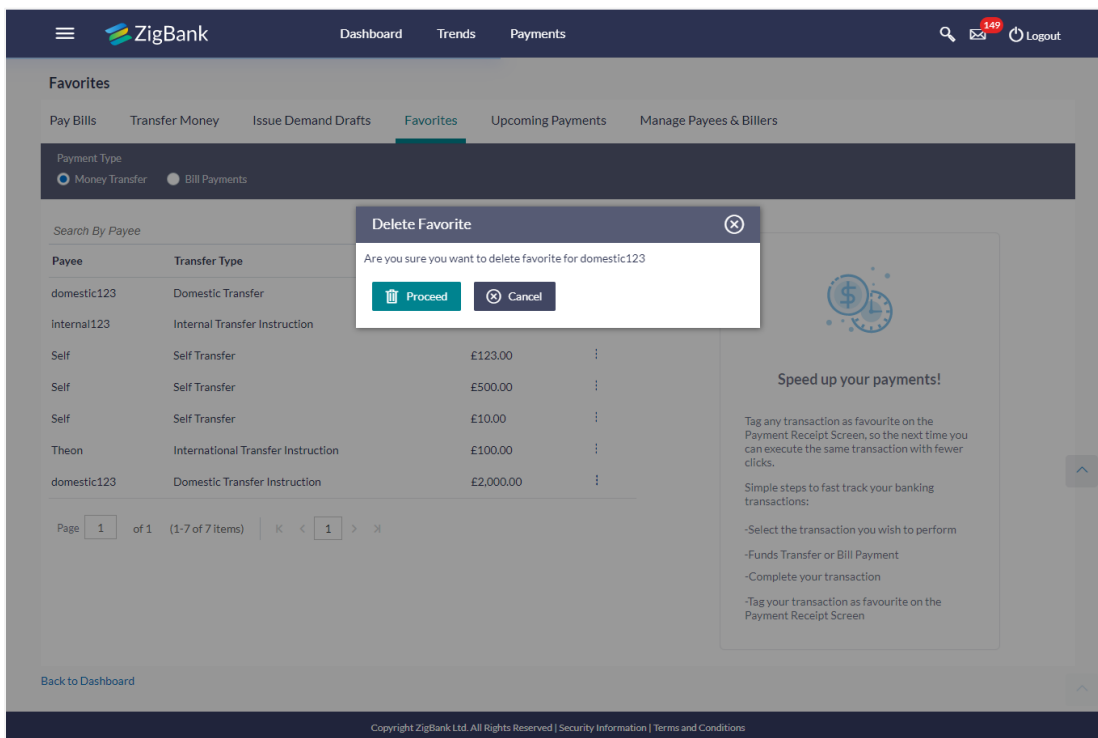 ZigBank Dashboard Trends Payments 149 Logout
Favorites
Pay Bills Transfer Money Issue Demand Drafts Favorites Upcoming Payments Manage Payees & Billers
Payment Type
Money Transfer Bill Payments
Delete Favorite
Are you sure you want to delete favorite for domestic123
Proceed Cancel
Search By Payee
Payee Transfer Type
domestic123 Domestic Transfer
internal123 Internal Transfer Instruction
Self Self Transfer £123.00
Self Self Transfer £500.00
Self Self Transfer £10.00
Theon International Transfer Instruction £100.00
domestic123 Domestic Transfer Instruction £2,000.00
Page 1 of 1 (1-7 of 7 items) K < 1 > >|
Speed up your payments!
Tag any transaction as favourite on the
Payment Receipt Screen, so the next time you
can execute the same transaction with fewer
clicks.
Simple steps to fast track your banking
transactions:
-Select the transaction you wish to perform
-Funds Transfer or Bill Payment
-Complete your transaction
-Tag your transaction as favourite on the
Payment Receipt Screen
Back to Dashboard
Copyright ZigBank Ltd. All Rights Reserved | Security Information | Terms and Conditions